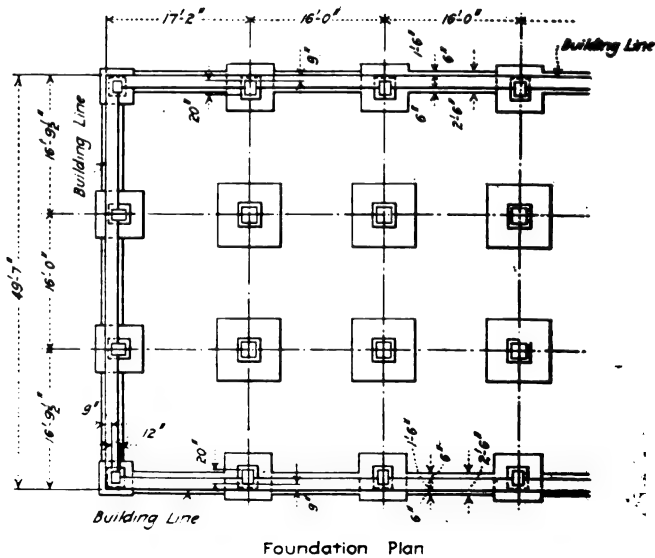 17'-2" 16'-0" 16'-0"
9" 1'-6" 6" Building Line
20" 6" 2'-6"
16'-9½"
Building Line
49'-7"
16'-0"
16'-9½"
9" 12"
20" 1'-6" 6" 2'-6"
9" 6"
Building Line
Foundation Plan